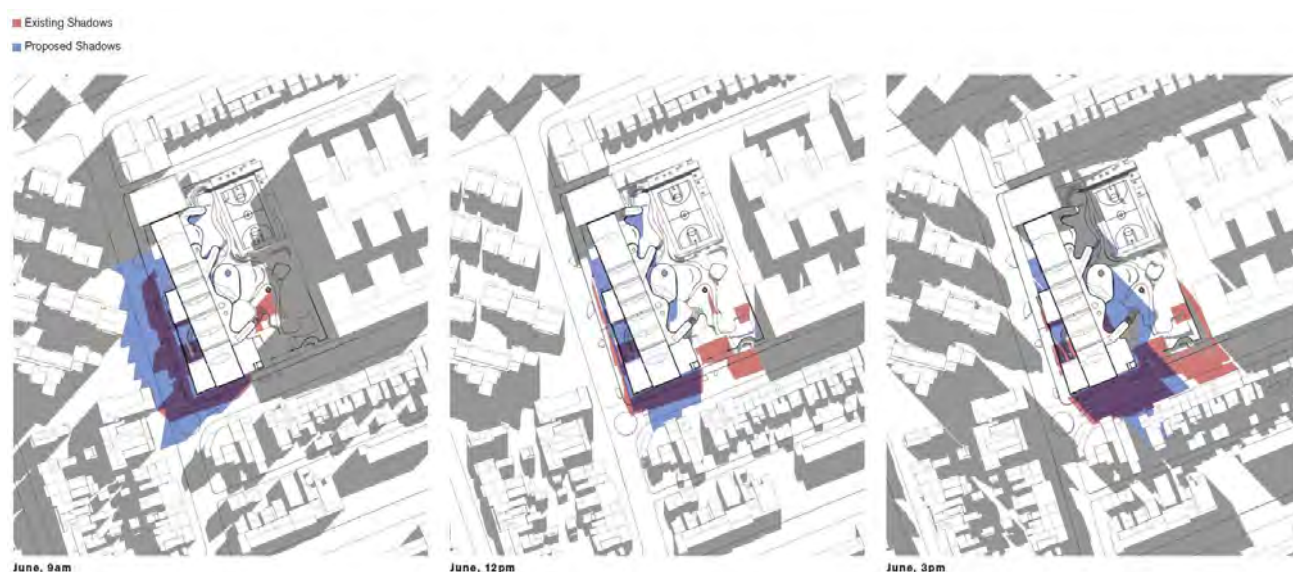 Existing Shadows
Proposed Shadows
June, 9am
June, 12pm
June, 3pm